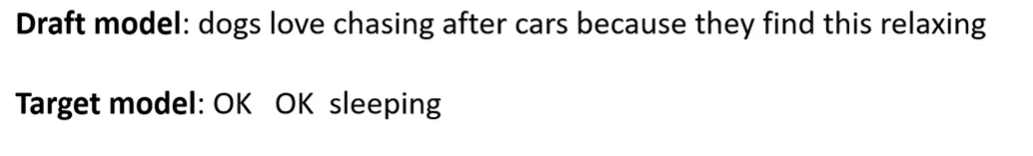 Draft model: dogs love chasing after cars because they find this relaxing
Target model: OK OK sleeping